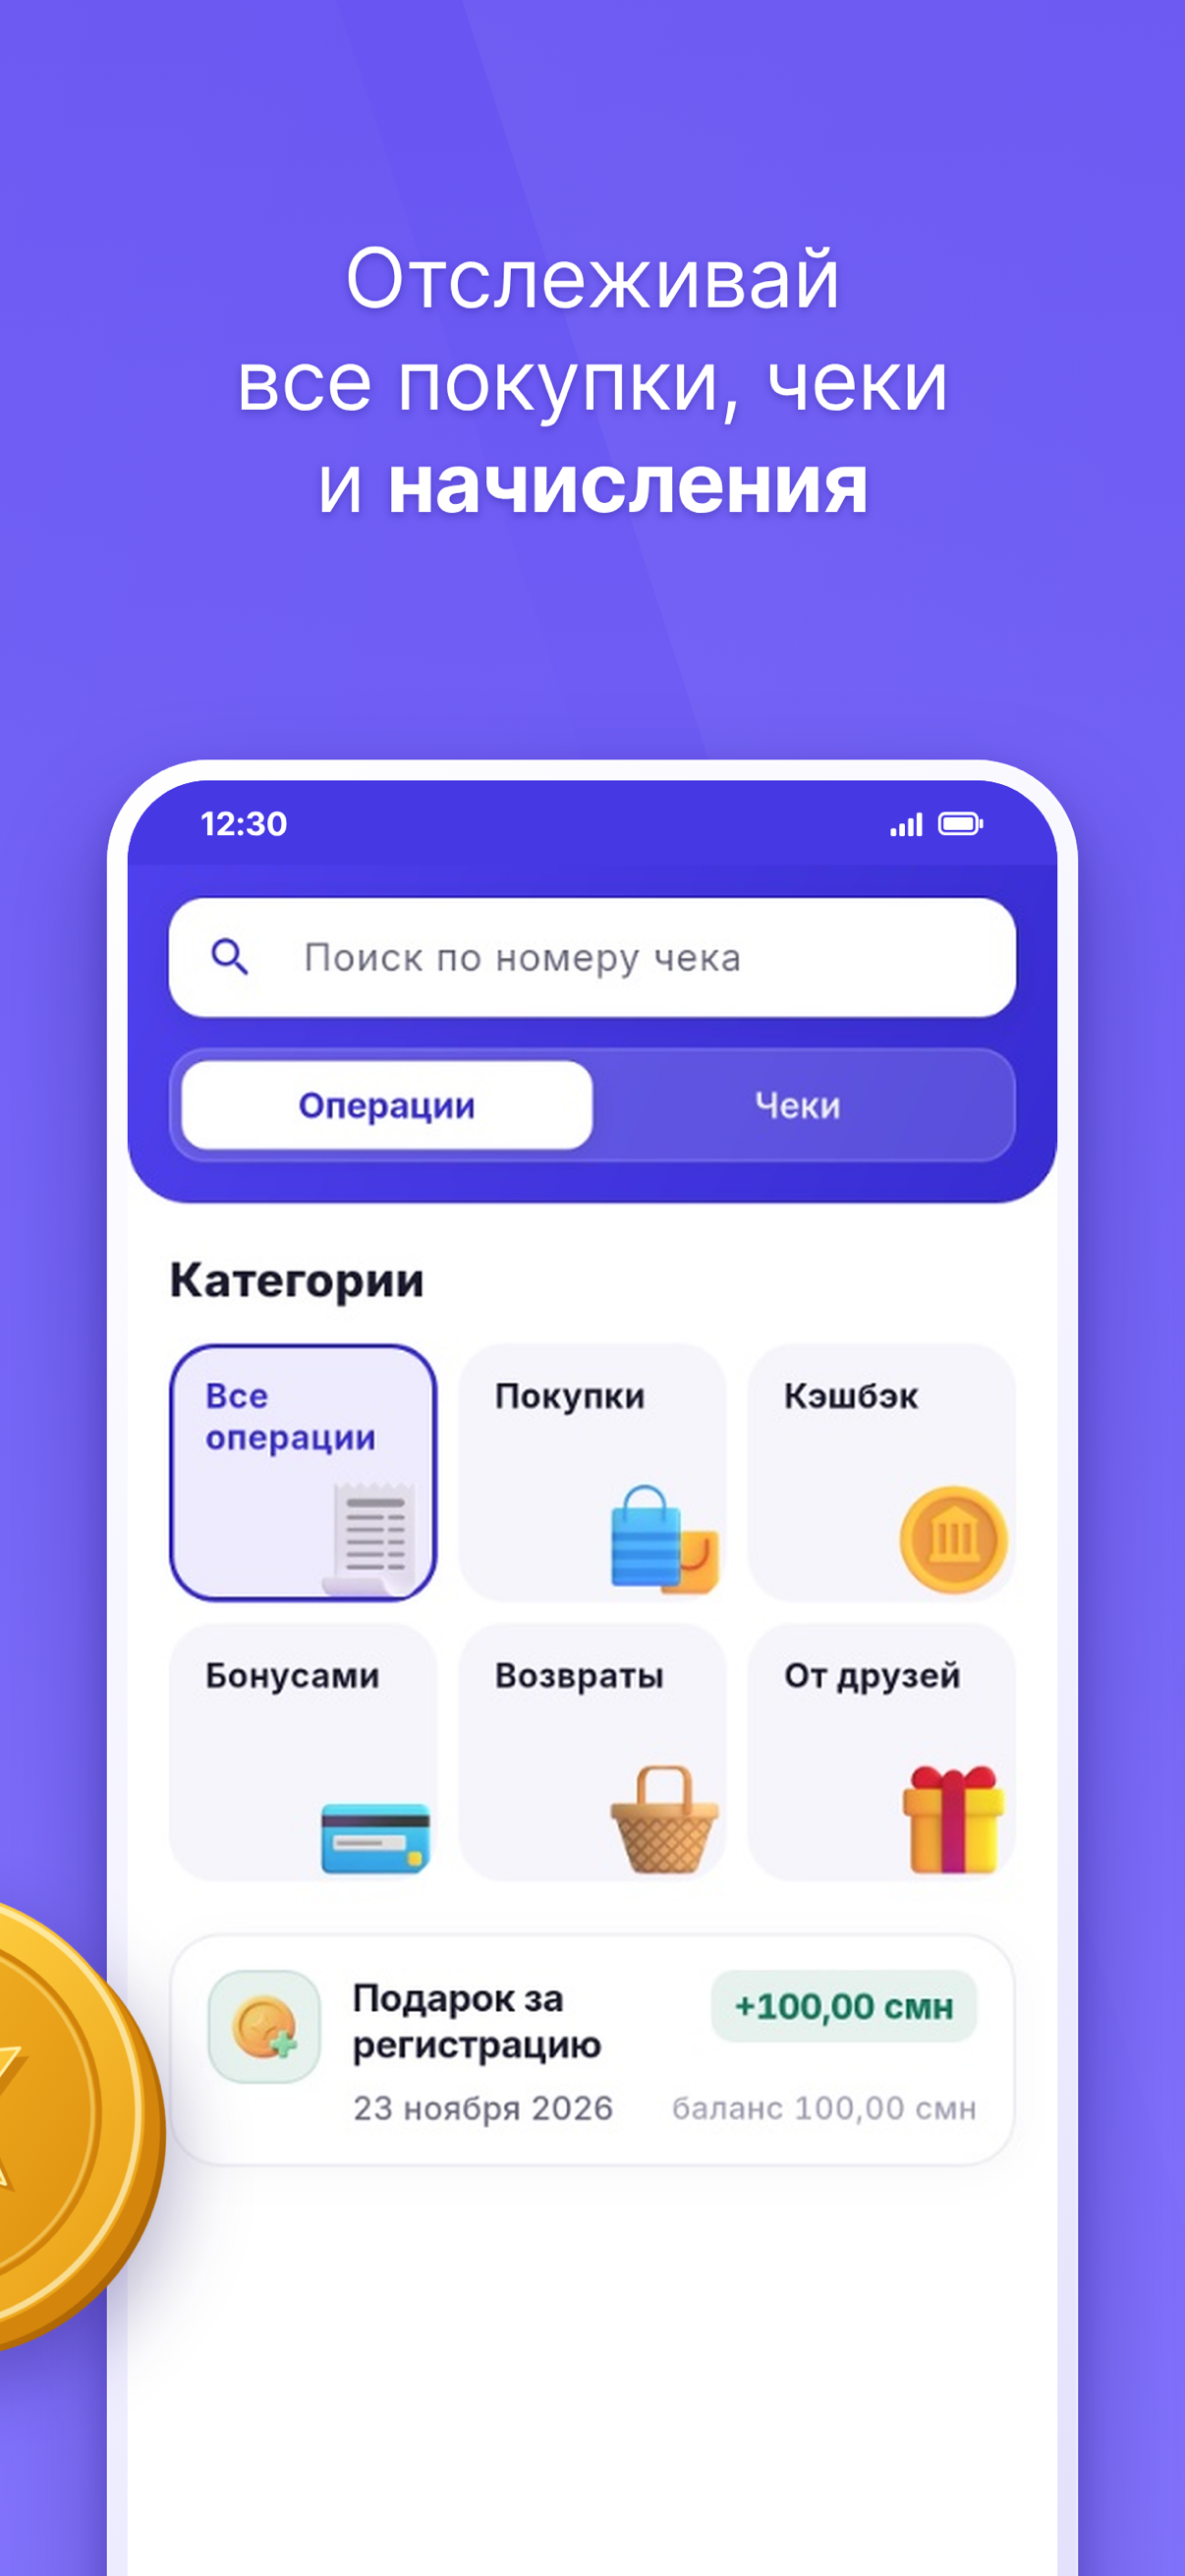 Отслеживай
все покупки, чеки
и начисления
12:30
Поиск по номеру чека
Операции
Чеки
Категории
Все
операции
Покупки
Кэшбэк
Бонусами
Возвраты
От друзей
Подарок за
регистрацию
+100,00 смн
23 ноября 2026
баланс 100,00 смн